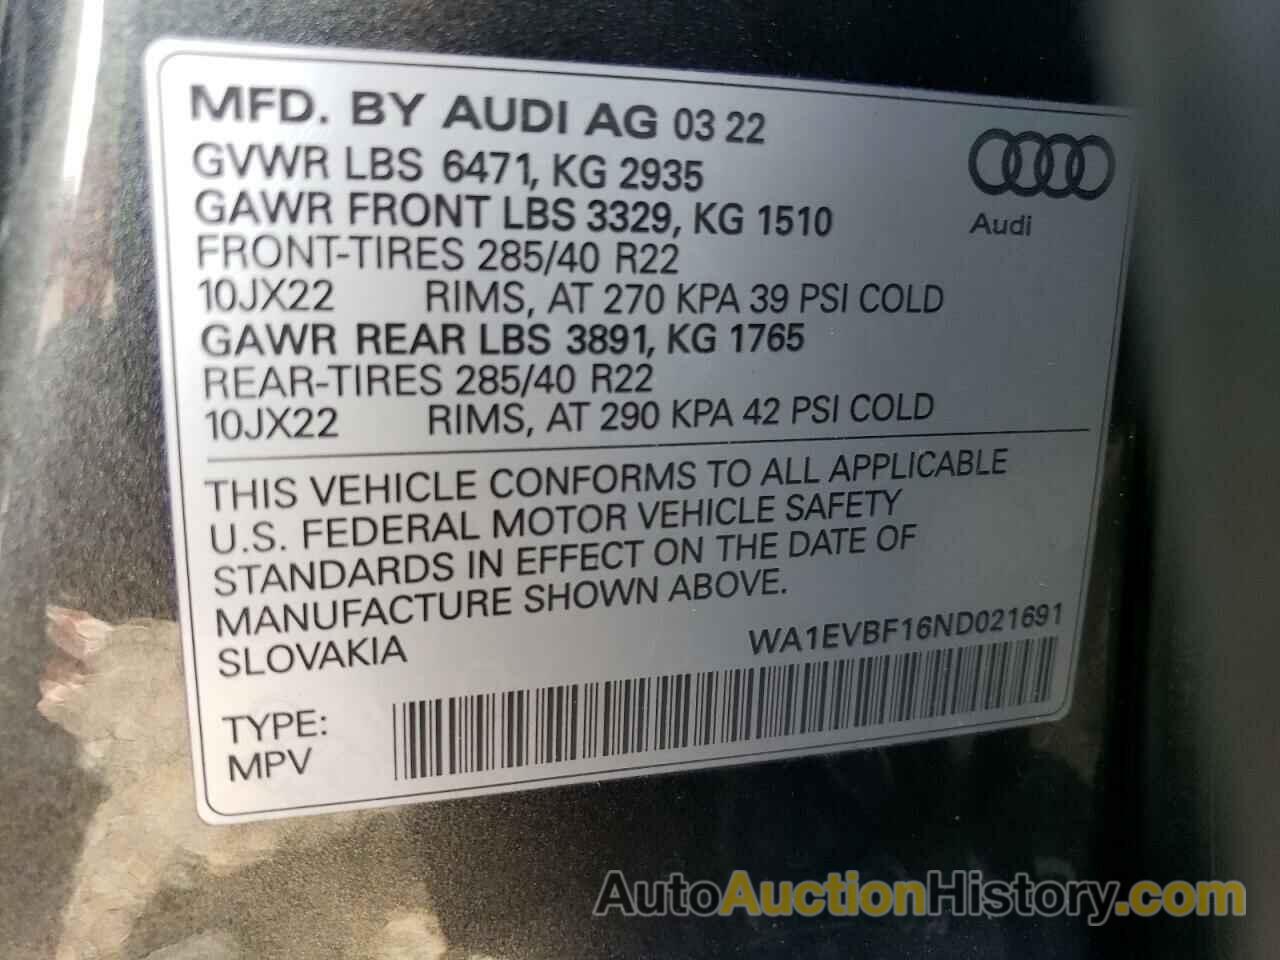 MFD. BY AUDI AG 03 22
GVWR LBS 6471, KG 2935
GAWR FRONT LBS 3329, KG 1510
FRONT-TIRES 285/40 R22
10JX22 RIMS, AT 270 KPA 39 PSI COLD
GAWR REAR LBS 3891, KG 1765
REAR-TIRES 285/40 R22
10JX22 RIMS, AT 290 KPA 42 PSI COLD
Audi
THIS VEHICLE CONFORMS TO ALL APPLICABLE
U.S. FEDERAL MOTOR VEHICLE SAFETY
STANDARDS IN EFFECT ON THE DATE OF
MANUFACTURE SHOWN ABOVE.
SLOVAKIA
WA1EVBF16ND021691
TYPE:
MPV
AutoAuctionHistory.com